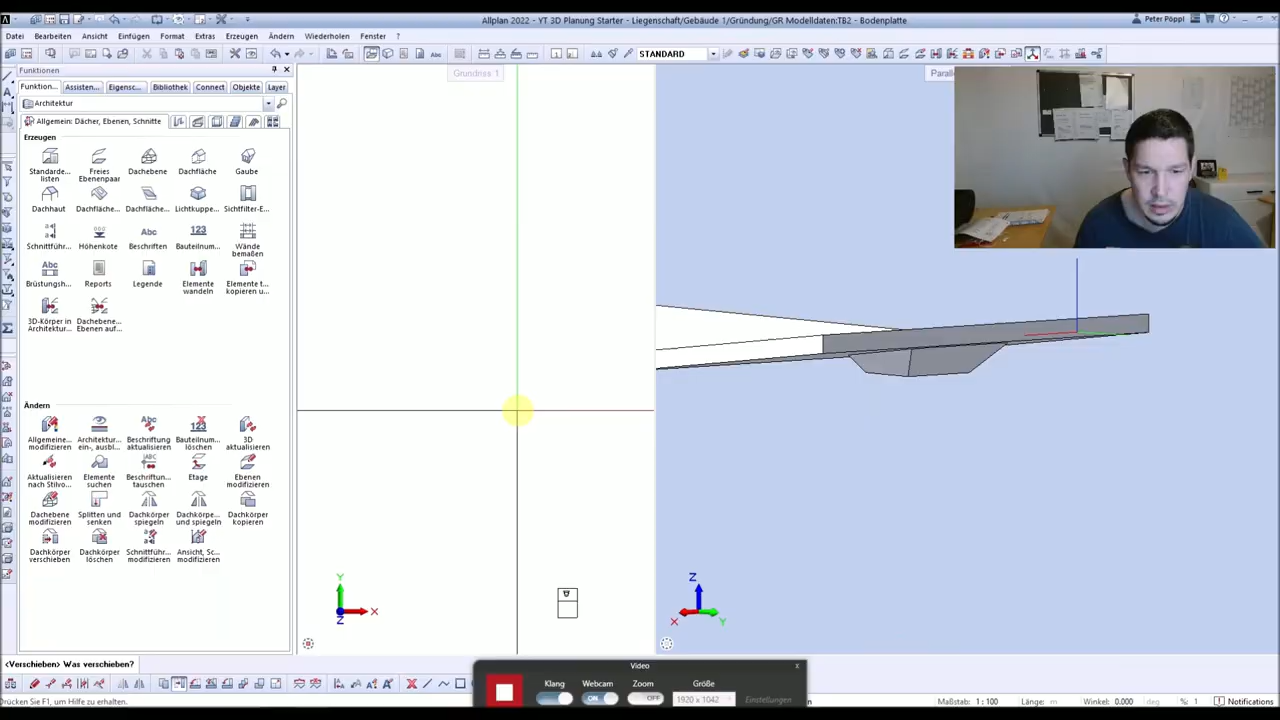 Allplan 2022 - YT 3D Planung Starter - Liegenschaft/Gebäude 1/Gründung/GR Modelldaten:TB2 - Bodenplatte
Peter Pöppl
Datei Bearbeiten Ansicht Einfügen Format Extras Erzeugen Ändern Wiederholen Fenster ?
STANDARD
Funktionen
Funktion... Assisten... Eigensc... Bibliothek Connect Objekte Layer
Architektur
Allgemein: Dächer, Ebenen, Schnitte
Erzeugen
Standarde... listen
Freies Ebenenpaar
Dachebene
Dachfläche
Gaube
Dachhaut
Dachfläche...
Dachfläche...
Lichtkuppe...
Sichtfilter-E...
Schnittführ...
Höhenkote
Beschriften
Bauteilnum...
Wände bemaßen
Brüstungsh...
Reports
Legende
Elemente wandeln
Elemente t... kopieren u...
3D-Körper in Architektur...
Dachebene... Ebenen auf...
Ändern
Allgemeine... modifizieren
Architektur... ein-, ausbl...
Beschriftung aktualisieren
Bauteilnum... löschen
3D aktualisieren
Aktualisieren nach Stilvo...
Elemente suchen
Beschriftun... tauschen
Etage
Ebenen modifizieren
Dachebene modifizieren
Splitten und senken
Dachkörper spiegeln
Dachkörpe... und spiegeln
Dachkörper kopieren
Dachkörper verschieben
Dachkörper löschen
Schnittführ... modifizieren
Ansicht, Sc... modifizieren
Grundriss 1
Y
X
Z
Z
X
Y
<Verschieben> Was verschieben?
Video
x
Klang Webcam Zoom Größe
ON OFF 1920 x 1042 Einstellungen
Drücken Sie F1, um Hilfe zu erhalten.
Maßstab: 1 : 100 Länge: m Winkel: 0.000 deg %: 1 Notifications